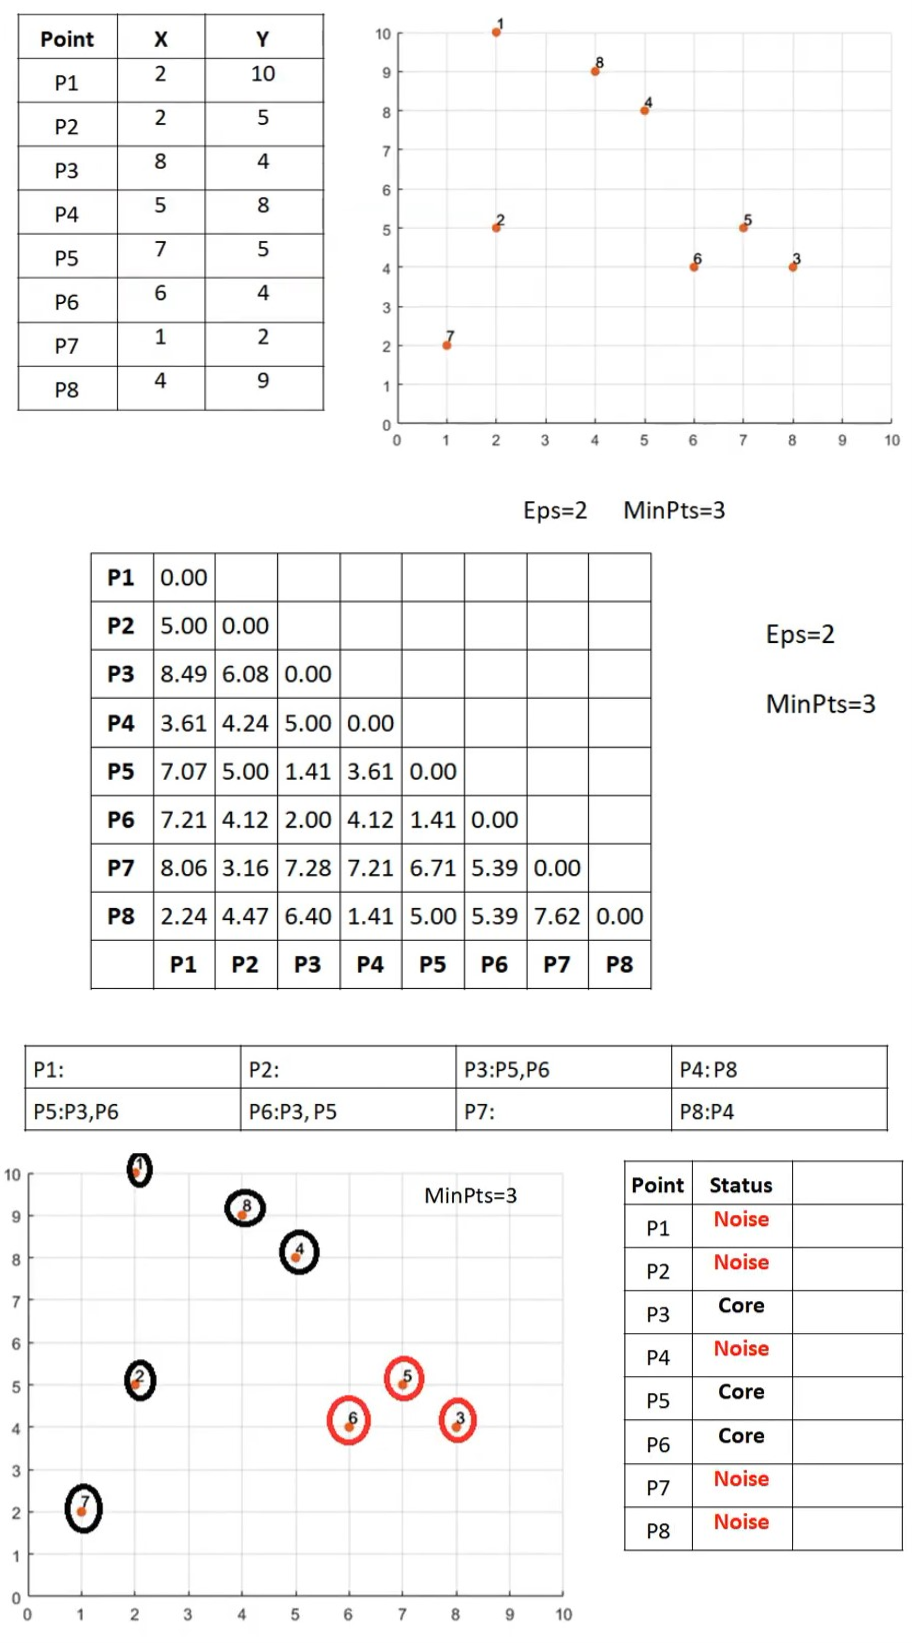 Point X Y
P1 2 10
P2 2 5
P3 8 4
P4 5 8
P5 7 5
P6 6 4
P7 1 2
P8 4 9
1
10
8
9
4
8
7
6
2
5
5
6
3
4
3
7
2
1
0
0 1 2 3 4 5 6 7 8 9 10
Eps=2 MinPts=3
P1 0.00
P2 5.00 0.00
P3 8.49 6.08 0.00
P4 3.61 4.24 5.00 0.00
P5 7.07 5.00 1.41 3.61 0.00
P6 7.21 4.12 2.00 4.12 1.41 0.00
P7 8.06 3.16 7.28 7.21 6.71 5.39 0.00
P8 2.24 4.47 6.40 1.41 5.00 5.39 7.62 0.00
P1 P2 P3 P4 P5 P6 P7 P8
Eps=2
MinPts=3
P1: P2: P3:P5,P6 P4:P8
P5:P3,P6 P6:P3, P5 P7: P8:P4
1
10
MinPts=3
8
9
4
8
7
6
2
5
5
6
3
4
3
7
2
1
0
0 1 2 3 4 5 6 7 8 9 10
Point Status
P1 Noise
P2 Noise
P3 Core
P4 Noise
P5 Core
P6 Core
P7 Noise
P8 Noise